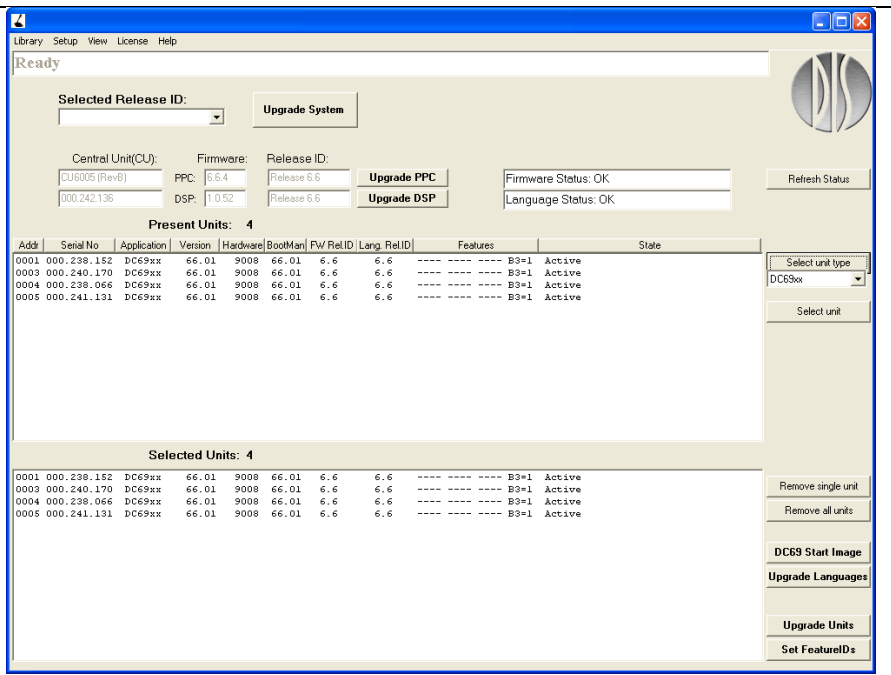 Library Setup View License Help
Ready
DIS
Selected Release ID:
Upgrade System
Central Unit(CU): Firmware: Release ID:
CU6005 (RevB) PPC: 6.6.4 Release 6.6 Upgrade PPC Firmware Status: OK Refresh Status
000.242.136 DSP: 1.0.52 Release 6.6 Upgrade DSP Language Status: OK
Present Units: 4
Addr Serial No Application Version Hardware BootMan FW Rel.ID Lang. Rel.ID Features State
0001 000.238.152 DC69xx 66.01 9008 66.01 6.6 6.6 ---- ---- ---- B3=1 Active
0003 000.240.170 DC69xx 66.01 9008 66.01 6.6 6.6 ---- ---- ---- B3=1 Active
0004 000.238.066 DC69xx 66.01 9008 66.01 6.6 6.6 ---- ---- ---- B3=1 Active
0005 000.241.131 DC69xx 66.01 9008 66.01 6.6 6.6 ---- ---- ---- B3=1 Active
Select unit type
DC69xx
Select unit
Selected Units: 4
0001 000.238.152 DC69xx 66.01 9008 66.01 6.6 6.6 ---- ---- ---- B3=1 Active
0003 000.240.170 DC69xx 66.01 9008 66.01 6.6 6.6 ---- ---- ---- B3=1 Active
0004 000.238.066 DC69xx 66.01 9008 66.01 6.6 6.6 ---- ---- ---- B3=1 Active
0005 000.241.131 DC69xx 66.01 9008 66.01 6.6 6.6 ---- ---- ---- B3=1 Active
Remove single unit
Remove all units
DC69 Start Image
Upgrade Languages
Upgrade Units
Set FeatureIDs